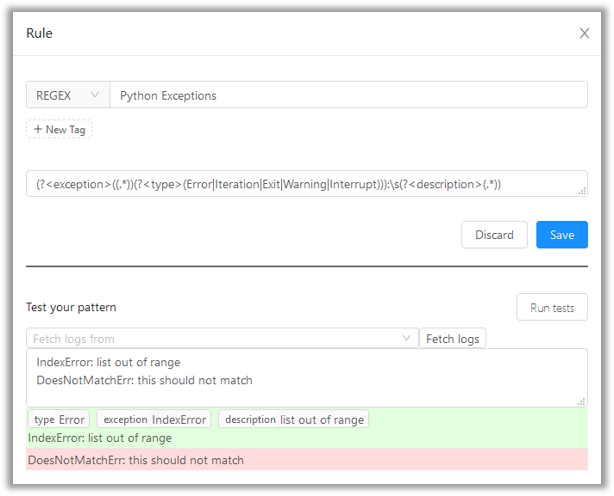 Rule
REGEX Python Exceptions
+ New Tag
(?<exception>((.*))(?<type>(Error|Iteration|Exit|Warning|Interrupt))):\s(?<description>(.*))
Discard Save
Test your pattern Run tests
Fetch logs from Fetch logs
IndexError: list out of range
DoesNotMatchErr: this should not match
type Error exception IndexError description list out of range
IndexError: list out of range
DoesNotMatchErr: this should not match